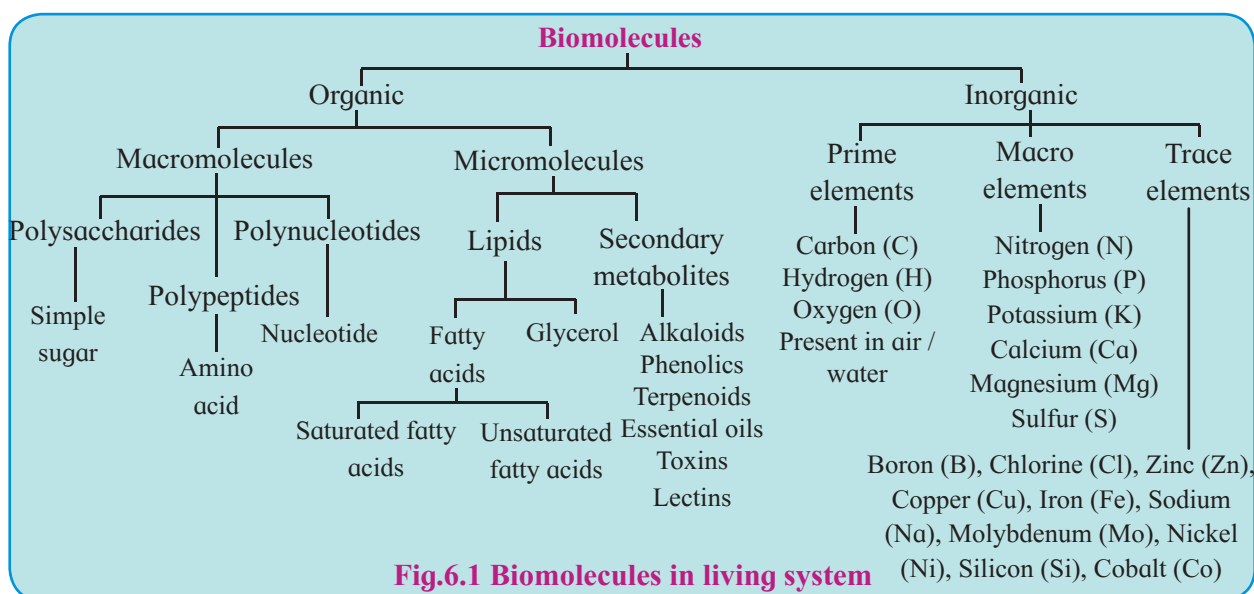 Biomolecules
Organic
Inorganic
Macromolecules
Micromolecules
Prime
elements
Macro
elements
Trace
elements
Polysaccharides
Polynucleotides
Lipids
Secondary
metabolites
Polypeptides
Simple
sugar
Nucleotide
Amino
acid
Fatty
acids
Glycerol
Alkaloids
Phenolics
Terpenoids
Essential oils
Toxins
Lectins
Saturated fatty
acids
Unsaturated
fatty acids
Carbon (C)
Hydrogen (H)
Oxygen (O)
Present in air /
water
Nitrogen (N)
Phosphorus (P)
Potassium (K)
Calcium (Ca)
Magnesium (Mg)
Sulfur (S)
Boron (B), Chlorine (Cl), Zinc (Zn),
Copper (Cu), Iron (Fe), Sodium
(Na), Molybdenum (Mo), Nickel
(Ni), Silicon (Si), Cobalt (Co)
Fig.6.1 Biomolecules in living system